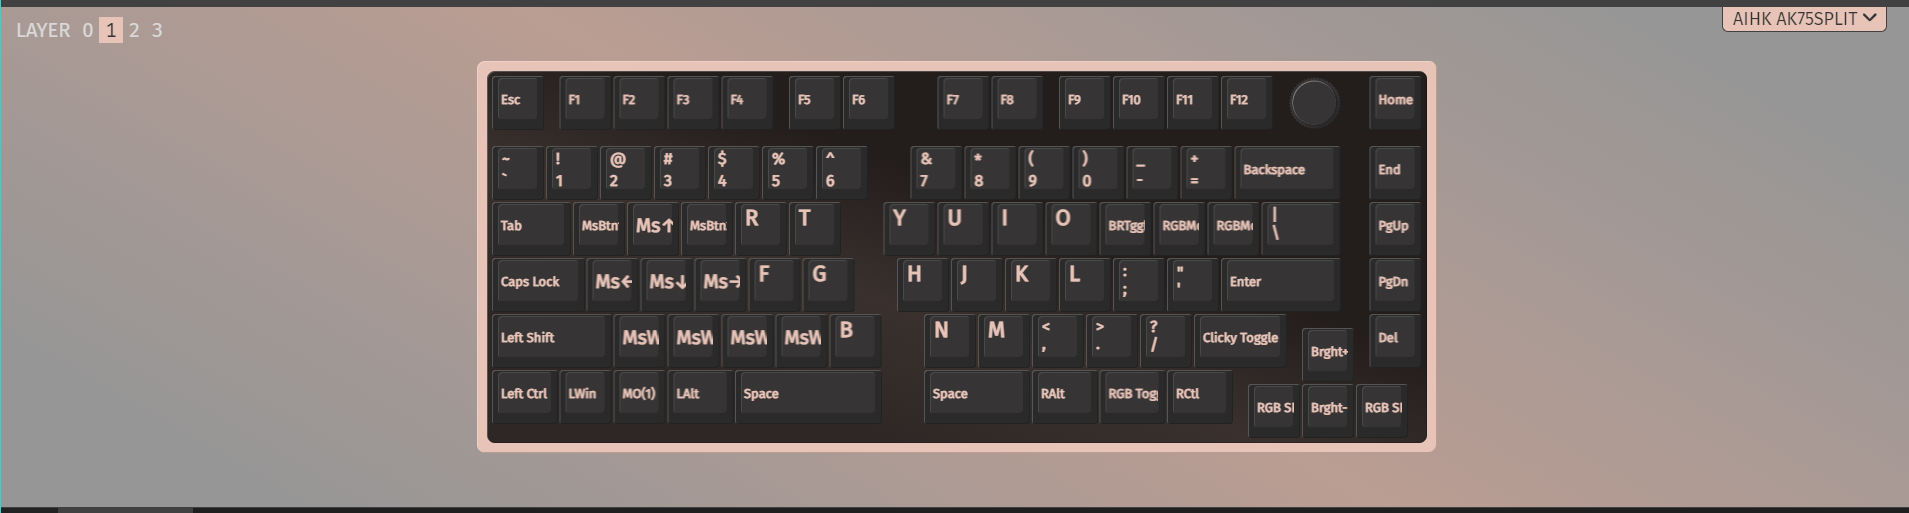 LAYER 0 1 2 3
AIHK AK75SPLIT
Esc F1 F2 F3 F4 F5 F6 F7 F8 F9 F10 F11 F12 Home
~ ! @ # $ % ^ & * ( ) _ +
` 1 2 3 4 5 6 7 8 9 0 - = Backspace End
Tab MsBtn Ms↑ MsBtn R T Y U I O BRTgg RGBM RGBM | \ PgUp
Caps Lock Ms← Ms↓ Ms→ F G H J K L : ; " ' Enter PgDn
Left Shift MsW MsW MsW MsW B N M < , > . ? / Clicky Toggle Brght+ Del
Left Ctrl LWin MO(1) LAlt Space Space RAlt RGB Tog RCtl RGB S Brght- RGB S